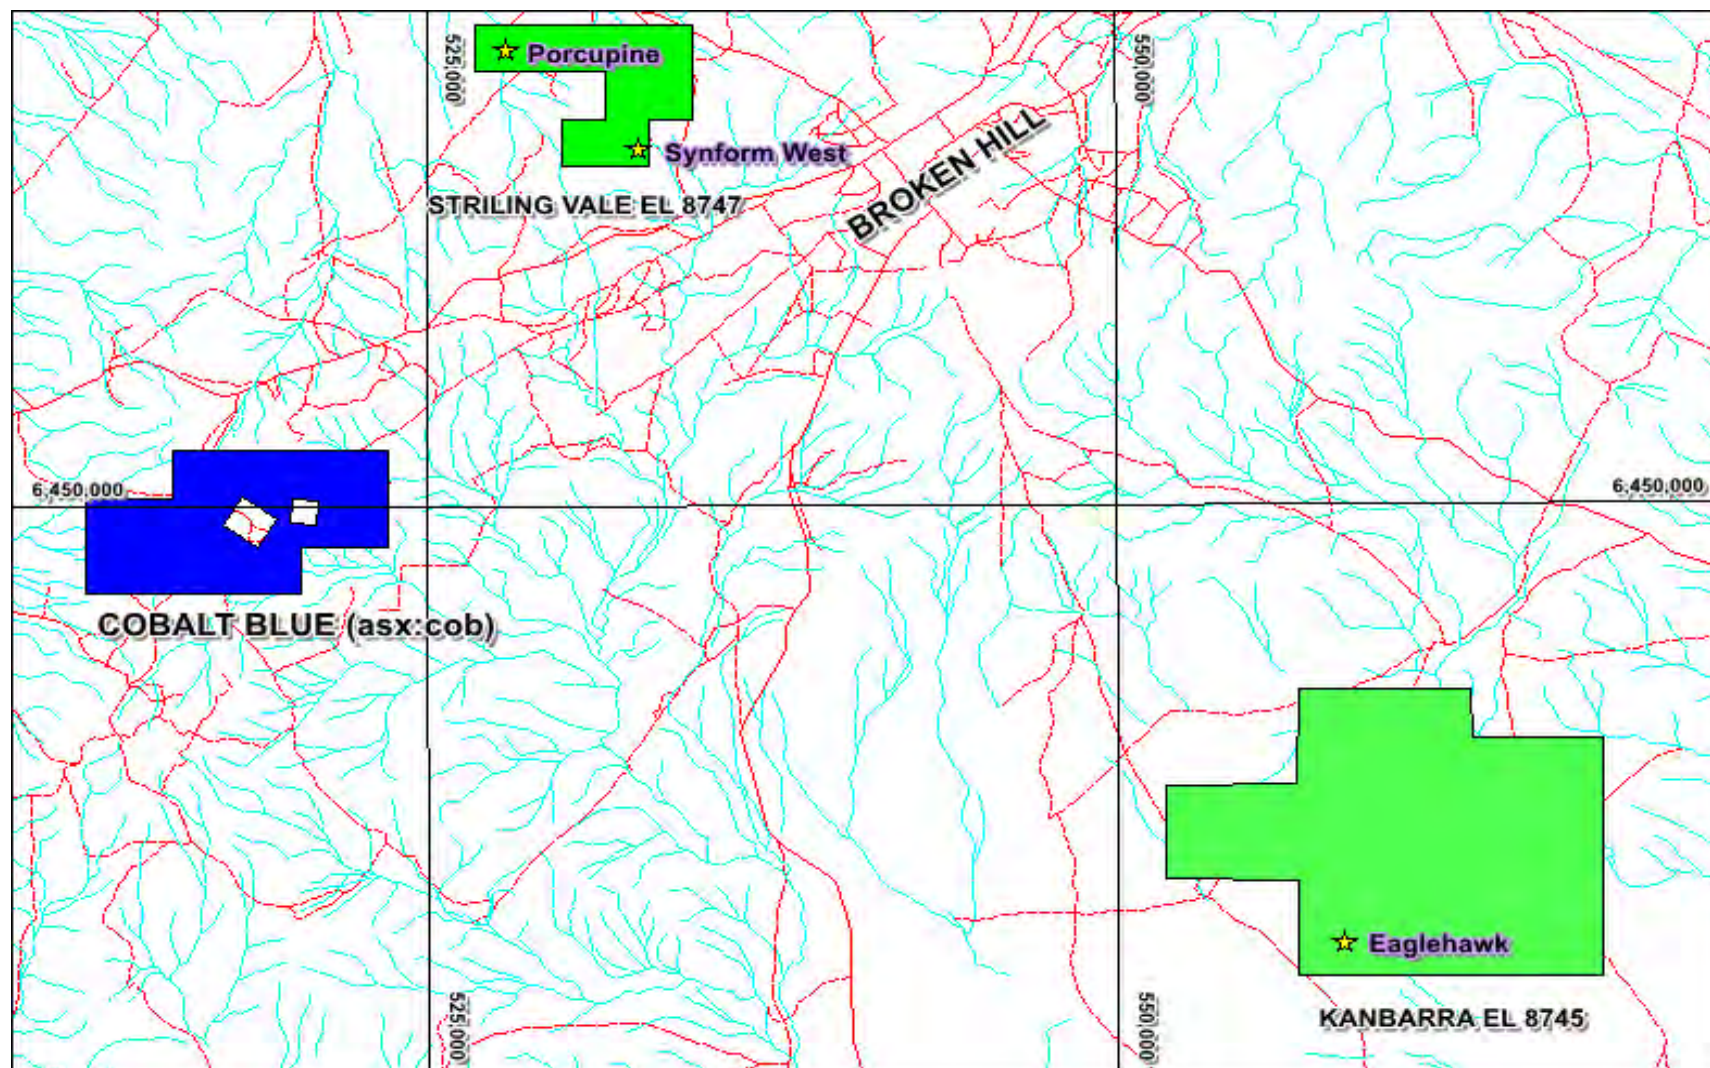 525,000
Porcupine
550,000
Synform West
BROKEN HILL
STRILING VALE EL 8747
6,450,000
6,450,000
COBALT BLUE (asx:cob)
Eaglehawk
525,000
550,000
KANBARRA EL 8745